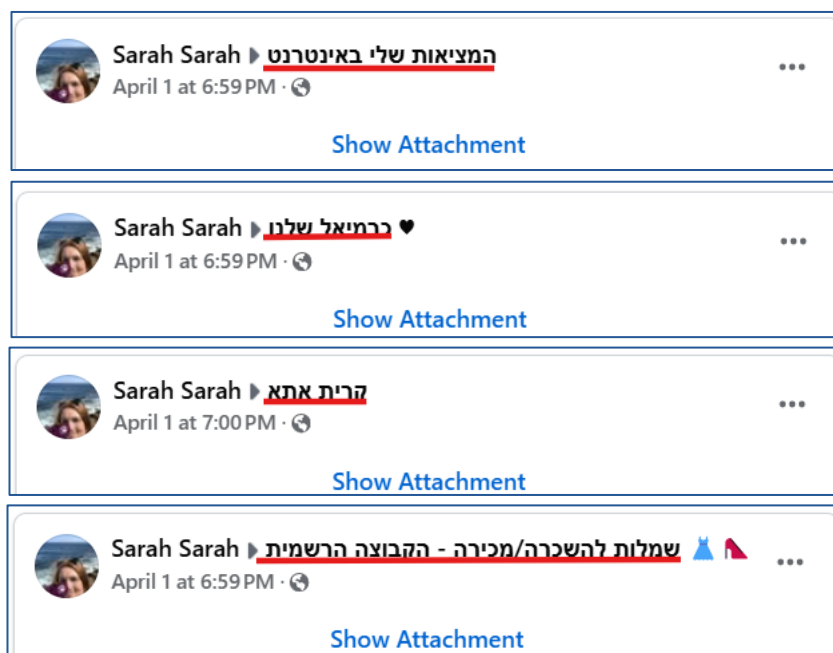 Sarah Sarah ▸ המציאות שלי באינטרנט
April 1 at 6:59 PM ·
Show Attachment
Sarah Sarah ▸ כרמיאל שלנו ♥
April 1 at 6:59 PM ·
Show Attachment
Sarah Sarah ▸ קרית אתא
April 1 at 7:00 PM ·
Show Attachment
Sarah Sarah ▸ שמלות להשכרה/מכירה - הקבוצה הרשמית 👗 👠
April 1 at 6:59 PM ·
Show Attachment